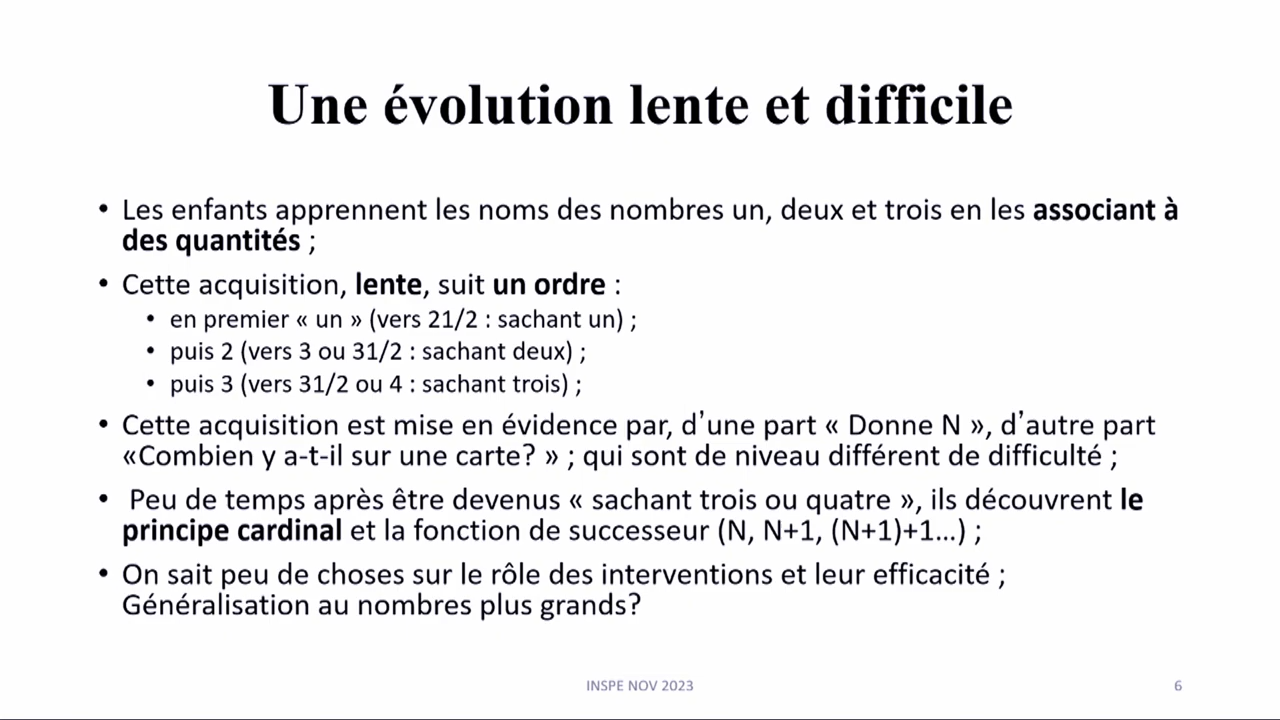 Une évolution lente et difficile
• Les enfants apprennent les noms des nombres un, deux et trois en les associant à
des quantités ;
• Cette acquisition, lente, suit un ordre :
• en premier « un » (vers 21/2 : sachant un) ;
• puis 2 (vers 3 ou 31/2 : sachant deux) ;
• puis 3 (vers 31/2 ou 4 : sachant trois) ;
• Cette acquisition est mise en évidence par, d’une part « Donne N », d’autre part
«Combien y a-t-il sur une carte? » ; qui sont de niveau différent de difficulté ;
• Peu de temps après être devenus « sachant trois ou quatre », ils découvrent le
principe cardinal et la fonction de successeur (N, N+1, (N+1)+1…) ;
• On sait peu de choses sur le rôle des interventions et leur efficacité ;
Généralisation au nombres plus grands?
INSPE NOV 2023
6